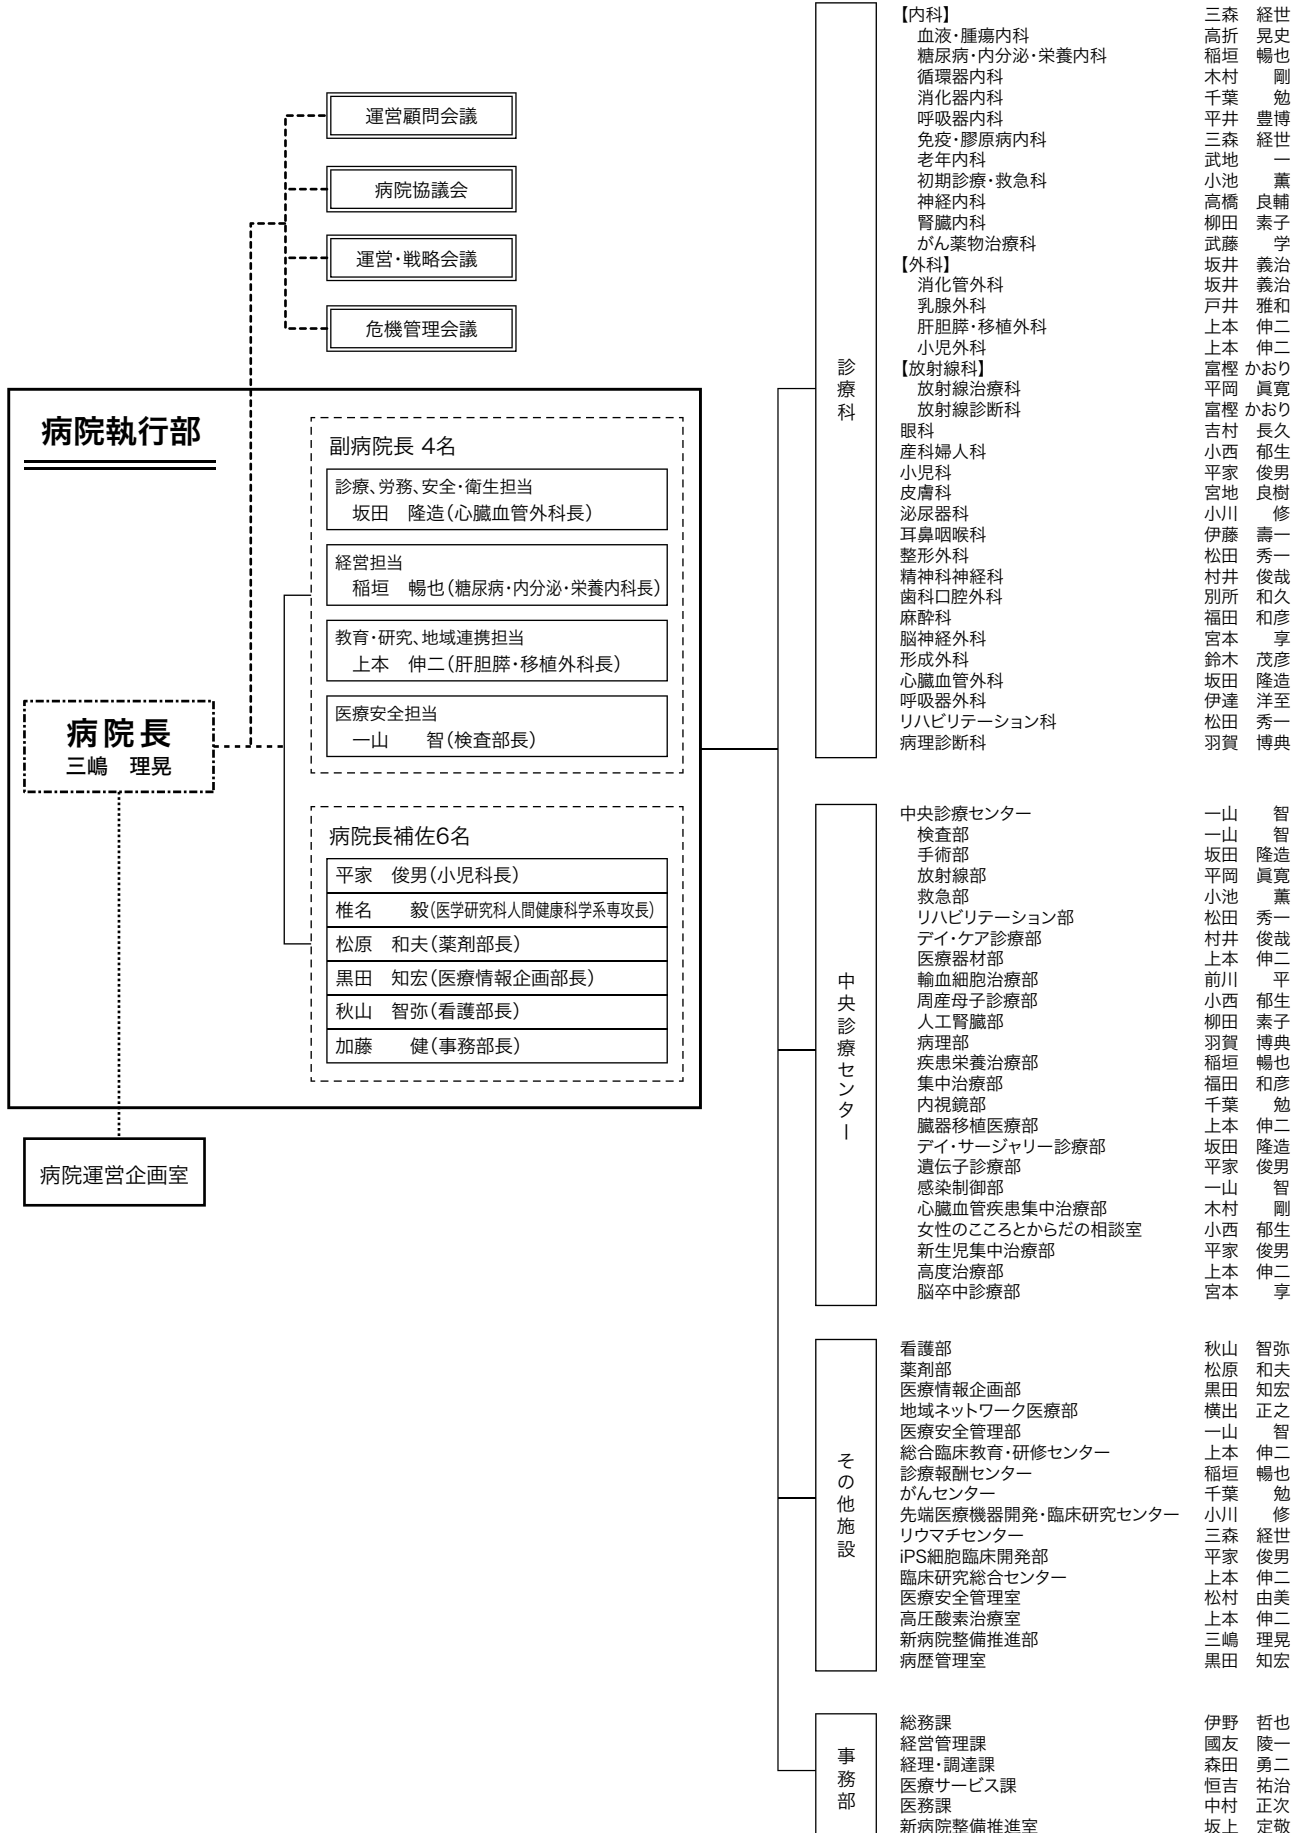 運営顧問会議
病院協議会
運営・戦略会議
危機管理会議
病院執行部
病院長
三嶋　理晃
副病院長 4名
診療、労務、安全・衛生担当
坂田　隆造（心臓血管外科長）
経営担当
稲垣　暢也（糖尿病・内分泌・栄養内科長）
教育・研究、地域連携担当
上本　伸二（肝胆膵・移植外科長）
医療安全担当
一山　　智（検査部長）
病院長補佐6名
平家　俊男（小児科長）
椎名　　毅（医学研究科人間健康科学系専攻長）
松原　和夫（薬剤部長）
黒田　知宏（医療情報企画部長）
秋山　智弥（看護部長）
加藤　　健（事務部長）
病院運営企画室
診療科
【内科】　三森　経世
血液・腫瘍内科　高折　晃史
糖尿病・内分泌・栄養内科　稲垣　暢也
循環器内科　木村　　剛
消化器内科　千葉　　勉
呼吸器内科　平井　豊博
免疫・膠原病内科　三森　経世
老年内科　武地　　一
初期診療・救急科　小池　　薫
神経内科　高橋　良輔
腎臓内科　柳田　素子
がん薬物治療科　武藤　　学
【外科】　坂井　義治
消化管外科　坂井　義治
乳腺外科　戸井　雅和
肝胆膵・移植外科　上本　伸二
小児外科　上本　伸二
【放射線科】　富樫 かおり
放射線治療科　平岡　眞寛
放射線診断科　富樫 かおり
眼科　吉村　長久
産科婦人科　小西　郁生
小児科　平家　俊男
皮膚科　宮地　良樹
泌尿器科　小川　　修
耳鼻咽喉科　伊藤　壽一
整形外科　松田　秀一
精神科神経科　村井　俊哉
歯科口腔外科　別所　和久
麻酔科　福田　和彦
脳神経外科　宮本　　享
形成外科　鈴木　茂彦
心臓血管外科　坂田　隆造
呼吸器外科　伊達　洋至
リハビリテーション科　松田　秀一
病理診断科　羽賀　博典
中央診療センター
中央診療センター　一山　　智
検査部　一山　　智
手術部　坂田　隆造
放射線部　平岡　眞寛
救急部　小池　　薫
リハビリテーション部　松田　秀一
デイ・ケア診療部　村井　俊哉
医療器材部　上本　伸二
輸血細胞治療部　前川　　平
周産母子診療部　小西　郁生
人工腎臓部　柳田　素子
病理部　羽賀　博典
疾患栄養治療部　稲垣　暢也
集中治療部　福田　和彦
内視鏡部　千葉　　勉
臓器移植医療部　上本　伸二
デイ・サージャリー診療部　坂田　隆造
遺伝子診療部　平家　俊男
感染制御部　一山　　智
心臓血管疾患集中治療部　木村　　剛
女性のこころとからだの相談室　小西　郁生
新生児集中治療部　平家　俊男
高度治療部　上本　伸二
脳卒中診療部　宮本　　享
その他施設
看護部　秋山　智弥
薬剤部　松原　和夫
医療情報企画部　黒田　知宏
地域ネットワーク医療部　横出　正之
医療安全管理部　一山　　智
総合臨床教育・研修センター　上本　伸二
診療報酬センター　稲垣　暢也
がんセンター　千葉　　勉
先端医療機器開発・臨床研究センター　小川　　修
リウマチセンター　三森　経世
iPS細胞臨床開発部　平家　俊男
臨床研究総合センター　上本　伸二
医療安全管理室　松村　由美
高圧酸素治療室　上本　伸二
新病院整備推進部　三嶋　理晃
病歴管理室　黒田　知宏
事務部
総務課　伊野　哲也
経営管理課　國友　陵一
経理・調達課　森田　勇二
医療サービス課　恒吉　祐治
医務課　中村　正次
新病院整備推進室　坂上　定敬